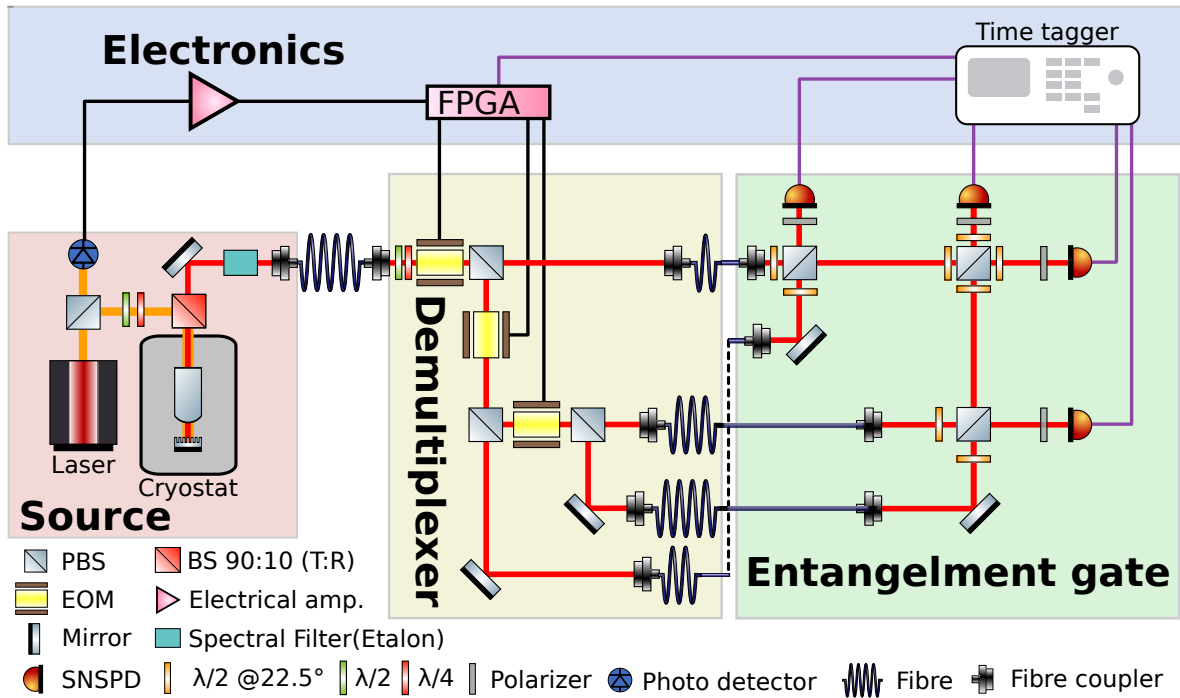 Electronics
Time tagger
FPGA
Demultiplexer
Laser
Cryostat
Source
Entangelment gate
PBS
BS 90:10 (T:R)
EOM
Electrical amp.
Mirror
Spectral Filter(Etalon)
SNSPD
λ/2 @22.5°
λ/2
λ/4
Polarizer
Photo detector
Fibre
Fibre coupler